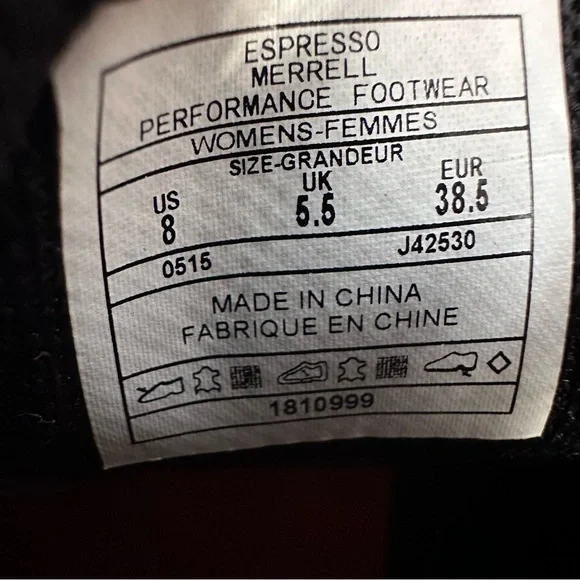 ESPRESSO
MERRELL
PERFORMANCE FOOTWEAR
WOMENS-FEMMES
SIZE-GRANDEUR
US UK EUR
8 5.5 38.5
0515 J42530
MADE IN CHINA
FABRIQUE EN CHINE
1810999